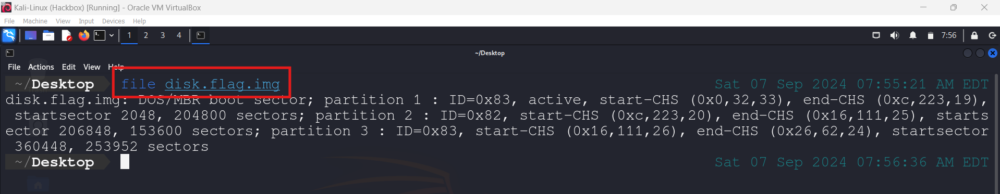 Kali-Linux (Hackbox) [Running] - Oracle VM VirtualBox
File Machine View Input Devices Help
1 2 3 4 7:56
~/Desktop
File Actions Edit View Help
~/Desktop file disk.flag.img Sat 07 Sep 2024 07:55:21 AM EDT
disk.flag.img: DOS/MBR boot sector; partition 1 : ID=0x83, active, start-CHS (0x0,32,33), end-CHS (0xc,223,19),
startsector 2048, 204800 sectors; partition 2 : ID=0x82, start-CHS (0xc,223,20), end-CHS (0x16,111,25), starts
ector 206848, 153600 sectors; partition 3 : ID=0x83, start-CHS (0x16,111,26), end-CHS (0x26,62,24), startsector
360448, 253952 sectors
~/Desktop Sat 07 Sep 2024 07:56:36 AM EDT